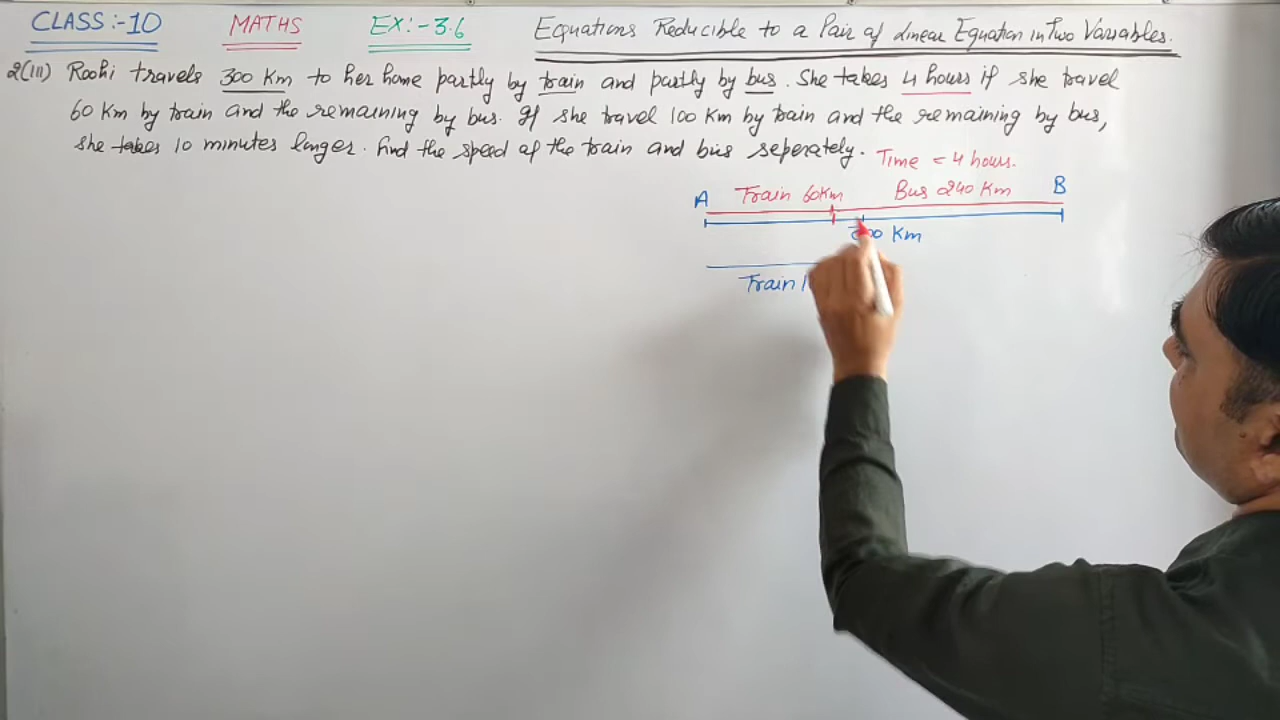 CLASS:-10 MATHS EX:-3.6 Equations Reducible to a Pair of Linear Equation in Two Variables.
2(III) Roohi travels 300 Km to her home partly by train and partly by bus. She takes 4 hours if she travel
60 Km by train and the remaining by bus. If she travel 100 Km by train and the remaining by bus,
she takes 10 minutes longer. Find the speed of the train and bus seperately.
Time = 4 hours.
A Train 60Km Bus 240 Km B
Km
Train